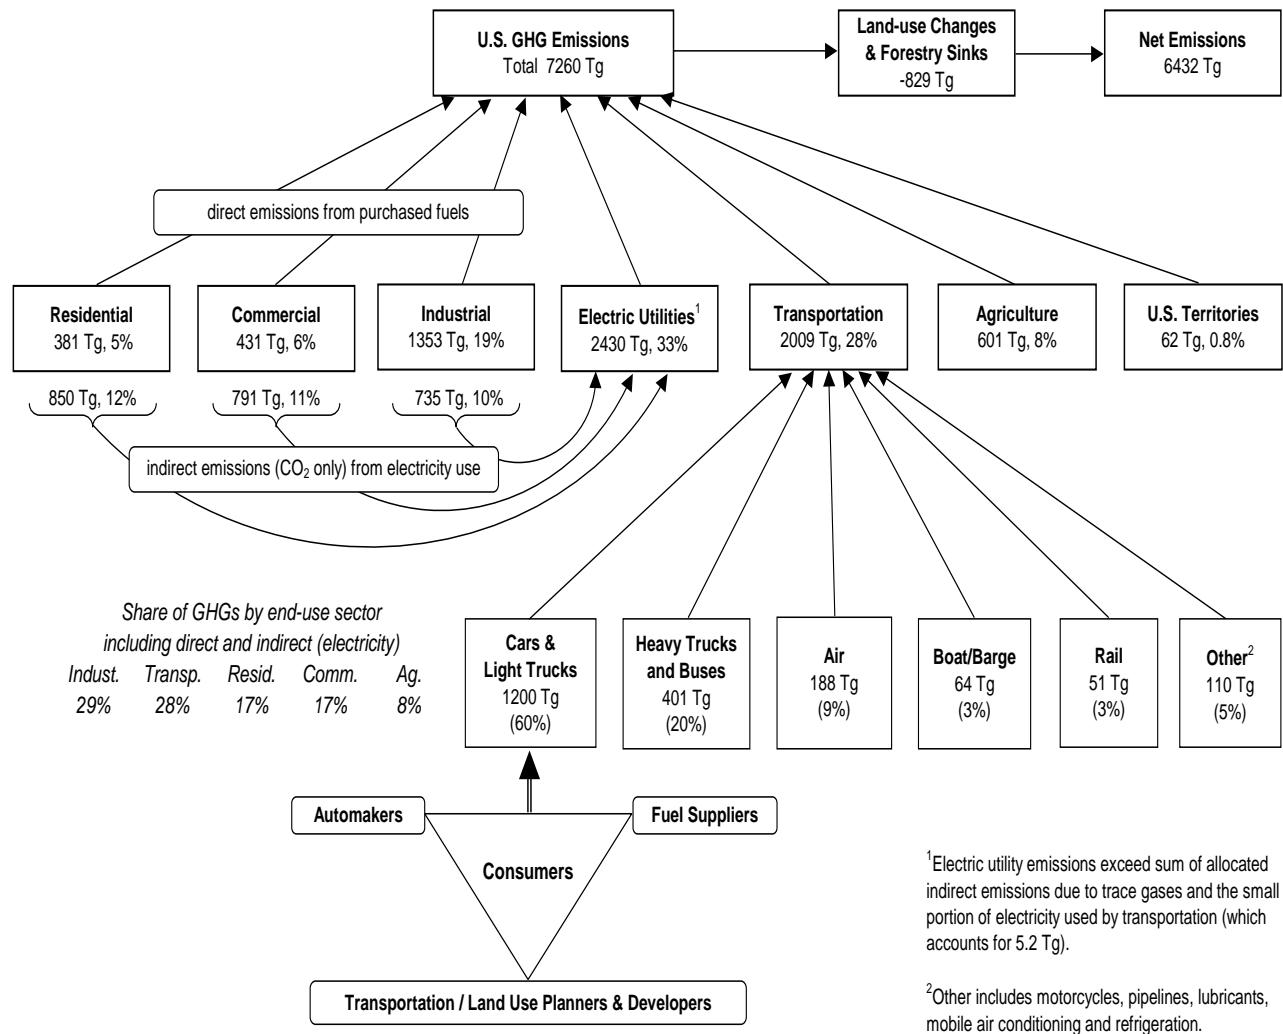 U.S. GHG Emissions
Total 7260 Tg
Land-use Changes
& Forestry Sinks
-829 Tg
Net Emissions
6432 Tg
direct emissions from purchased fuels
Residential
381 Tg, 5%
Commercial
431 Tg, 6%
Industrial
1353 Tg, 19%
Electric Utilities¹
2430 Tg, 33%
Transportation
2009 Tg, 28%
Agriculture
601 Tg, 8%
U.S. Territories
62 Tg, 0.8%
850 Tg, 12%
791 Tg, 11%
735 Tg, 10%
indirect emissions (CO₂ only) from electricity use
Share of GHGs by end-use sector
including direct and indirect (electricity)
Indust. Transp. Resid. Comm. Ag.
29% 28% 17% 17% 8%
Cars &
Light Trucks
1200 Tg
(60%)
Heavy Trucks
and Buses
401 Tg
(20%)
Air
188 Tg
(9%)
Boat/Barge
64 Tg
(3%)
Rail
51 Tg
(3%)
Other²
110 Tg
(5%)
Automakers
Fuel Suppliers
Consumers
Transportation / Land Use Planners & Developers
¹Electric utility emissions exceed sum of allocated
indirect emissions due to trace gases and the small
portion of electricity used by transportation (which
accounts for 5.2 Tg).
²Other includes motorcycles, pipelines, lubricants,
mobile air conditioning and refrigeration.